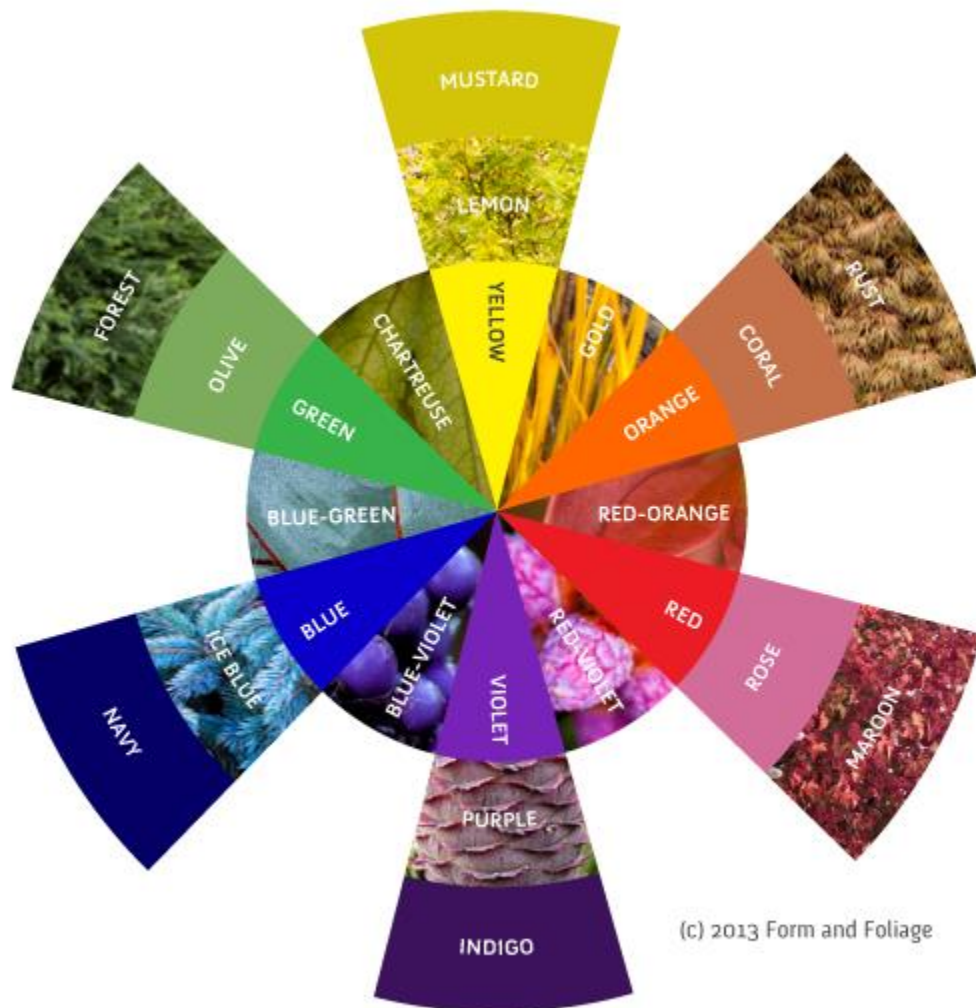 MUSTARD
LEMON
YELLOW
GOLD
RUST
CORAL
ORANGE
RED-ORANGE
RED
ROSE
MAROON
RED-VIOLET
VIOLET
PURPLE
INDIGO
BLUE-VIOLET
BLUE
ICE BLUE
NAVY
BLUE-GREEN
GREEN
OLIVE
FOREST
CHARTREUSE
(c) 2013 Form and Foliage